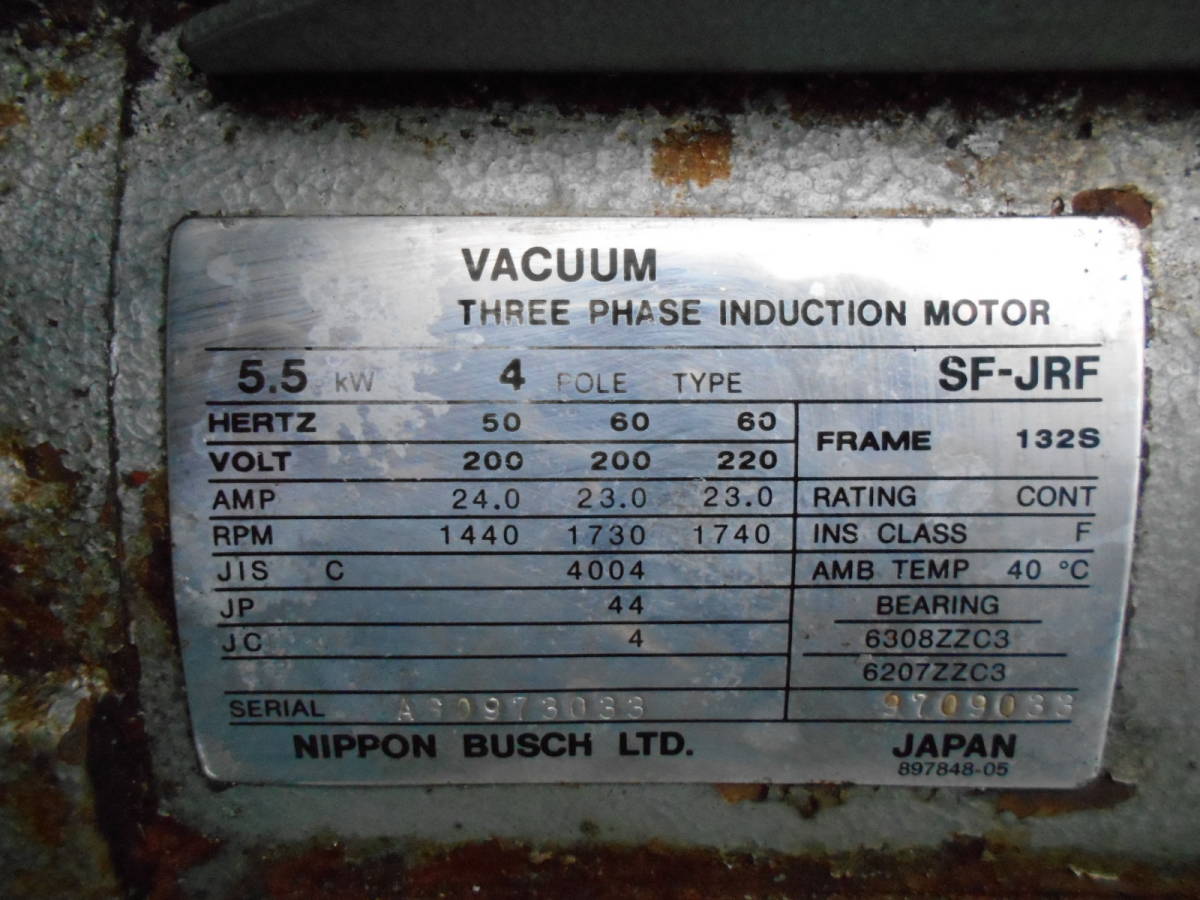 VACUUM
THREE PHASE INDUCTION MOTOR
5.5 kW 4 POLE TYPE SF-JRF
HERTZ 50 60 60
FRAME 132S
VOLT 200 200 220
AMP 24.0 23.0 23.0 RATING CONT
RPM 1440 1730 1740 INS CLASS F
JIS C 4004 AMB TEMP 40 °C
JP 44 BEARING
JC 4 6308ZZC3
6207ZZC3
SERIAL 9709033
NIPPON BUSCH LTD. JAPAN
897848-05